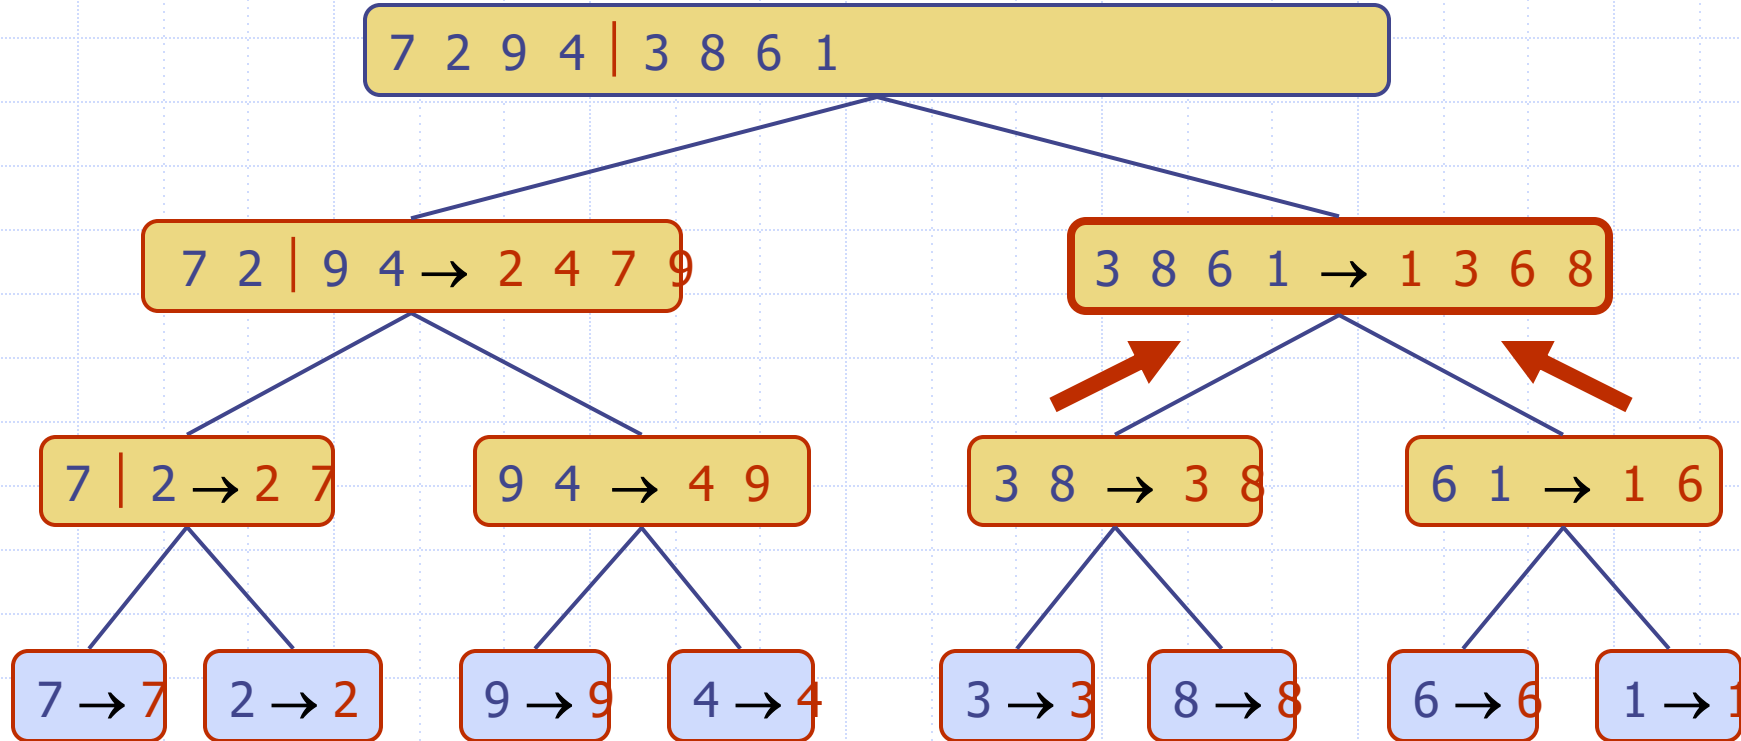 7 2 9 4 | 3 8 6 1
7 2 | 9 4 → 2 4 7 9
3 8 6 1 → 1 3 6 8
7 | 2 → 2 7
9 4 → 4 9
3 8 → 3 8
6 1 → 1 6
7 → 7
2 → 2
9 → 9
4 → 4
3 → 3
8 → 8
6 → 6
1 → 1